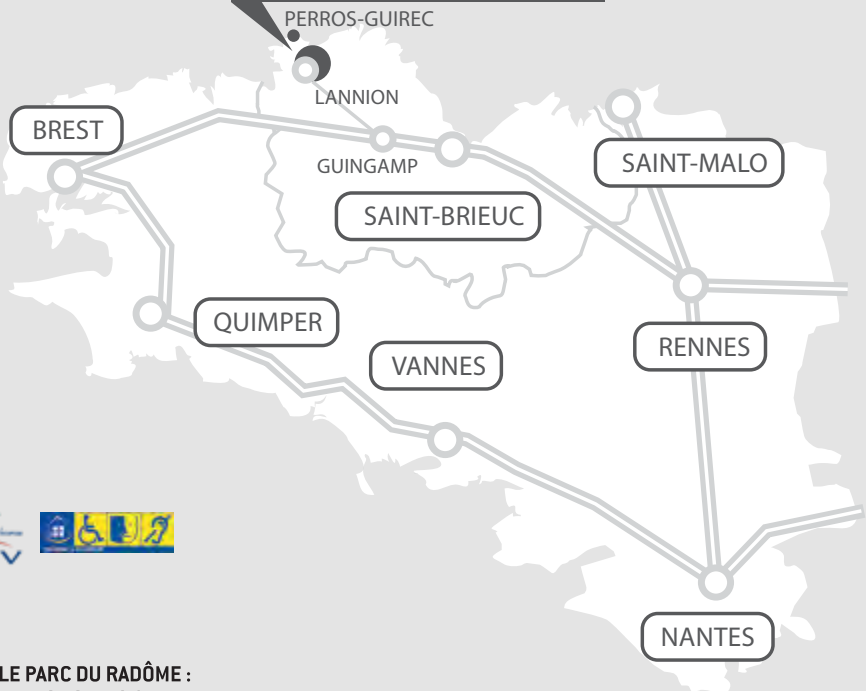 PERROS-GUIREC
LANNION
BREST
GUINGAMP
SAINT-MALO
SAINT-BRIEUC
QUIMPER
RENNES
VANNES
NANTES
LE PARC DU RADÔME :